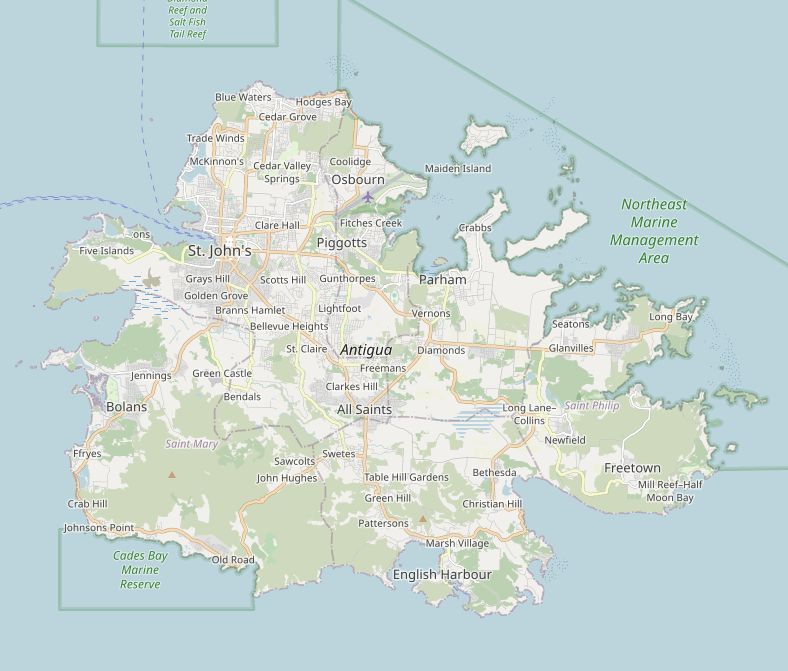 Reef and
Salt Fish
Tail Reef
Blue Waters
Hodges Bay
Cedar Grove
Trade Winds
McKinnon's
Cedar Valley
Springs
Coolidge
Osbourn
Maiden Island
Northeast
Marine
Management
Area
Fitches Creek
Clare Hall
Crabbs
ons
Piggotts
Five Islands
St. John's
Grays Hill
Scotts Hill
Gunthorpes
Parham
Golden Grove
Branns Hamlet
Lightfoot
Vernons
Long Bay
Bellevue Heights
Seatons
St. Claire
Antigua
Diamonds
Glanvilles
Freemans
Jennings
Green Castle
Clarkes Hill
Bendals
Bolans
All Saints
Long Lane–
Collins
Saint Philip
Saint Mary
Newfield
Ffryes
Swetes
Sawcolts
Freetown
John Hughes
Table Hill Gardens
Bethesda
Mill Reef–Half
Moon Bay
Crab Hill
Green Hill
Christian Hill
Johnsons Point
Pattersons
Marsh Village
Cades Bay
Marine
Reserve
Old Road
English Harbour